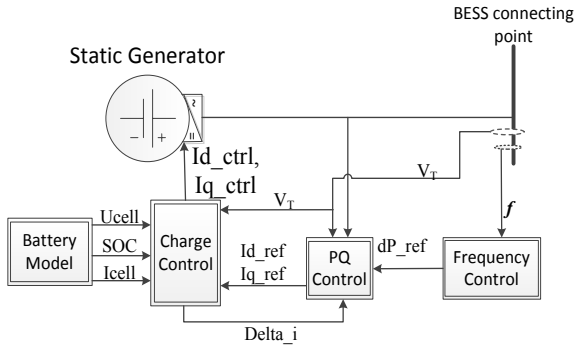 BESS connecting
point
Static Generator
~
=
− +
Id_ctrl,
Iq_ctrl
V_T
V_T
f
Ucell
SOC
Icell
Battery
Model
Charge
Control
Id_ref
Iq_ref
PQ
Control
dP_ref
Frequency
Control
Delta_i